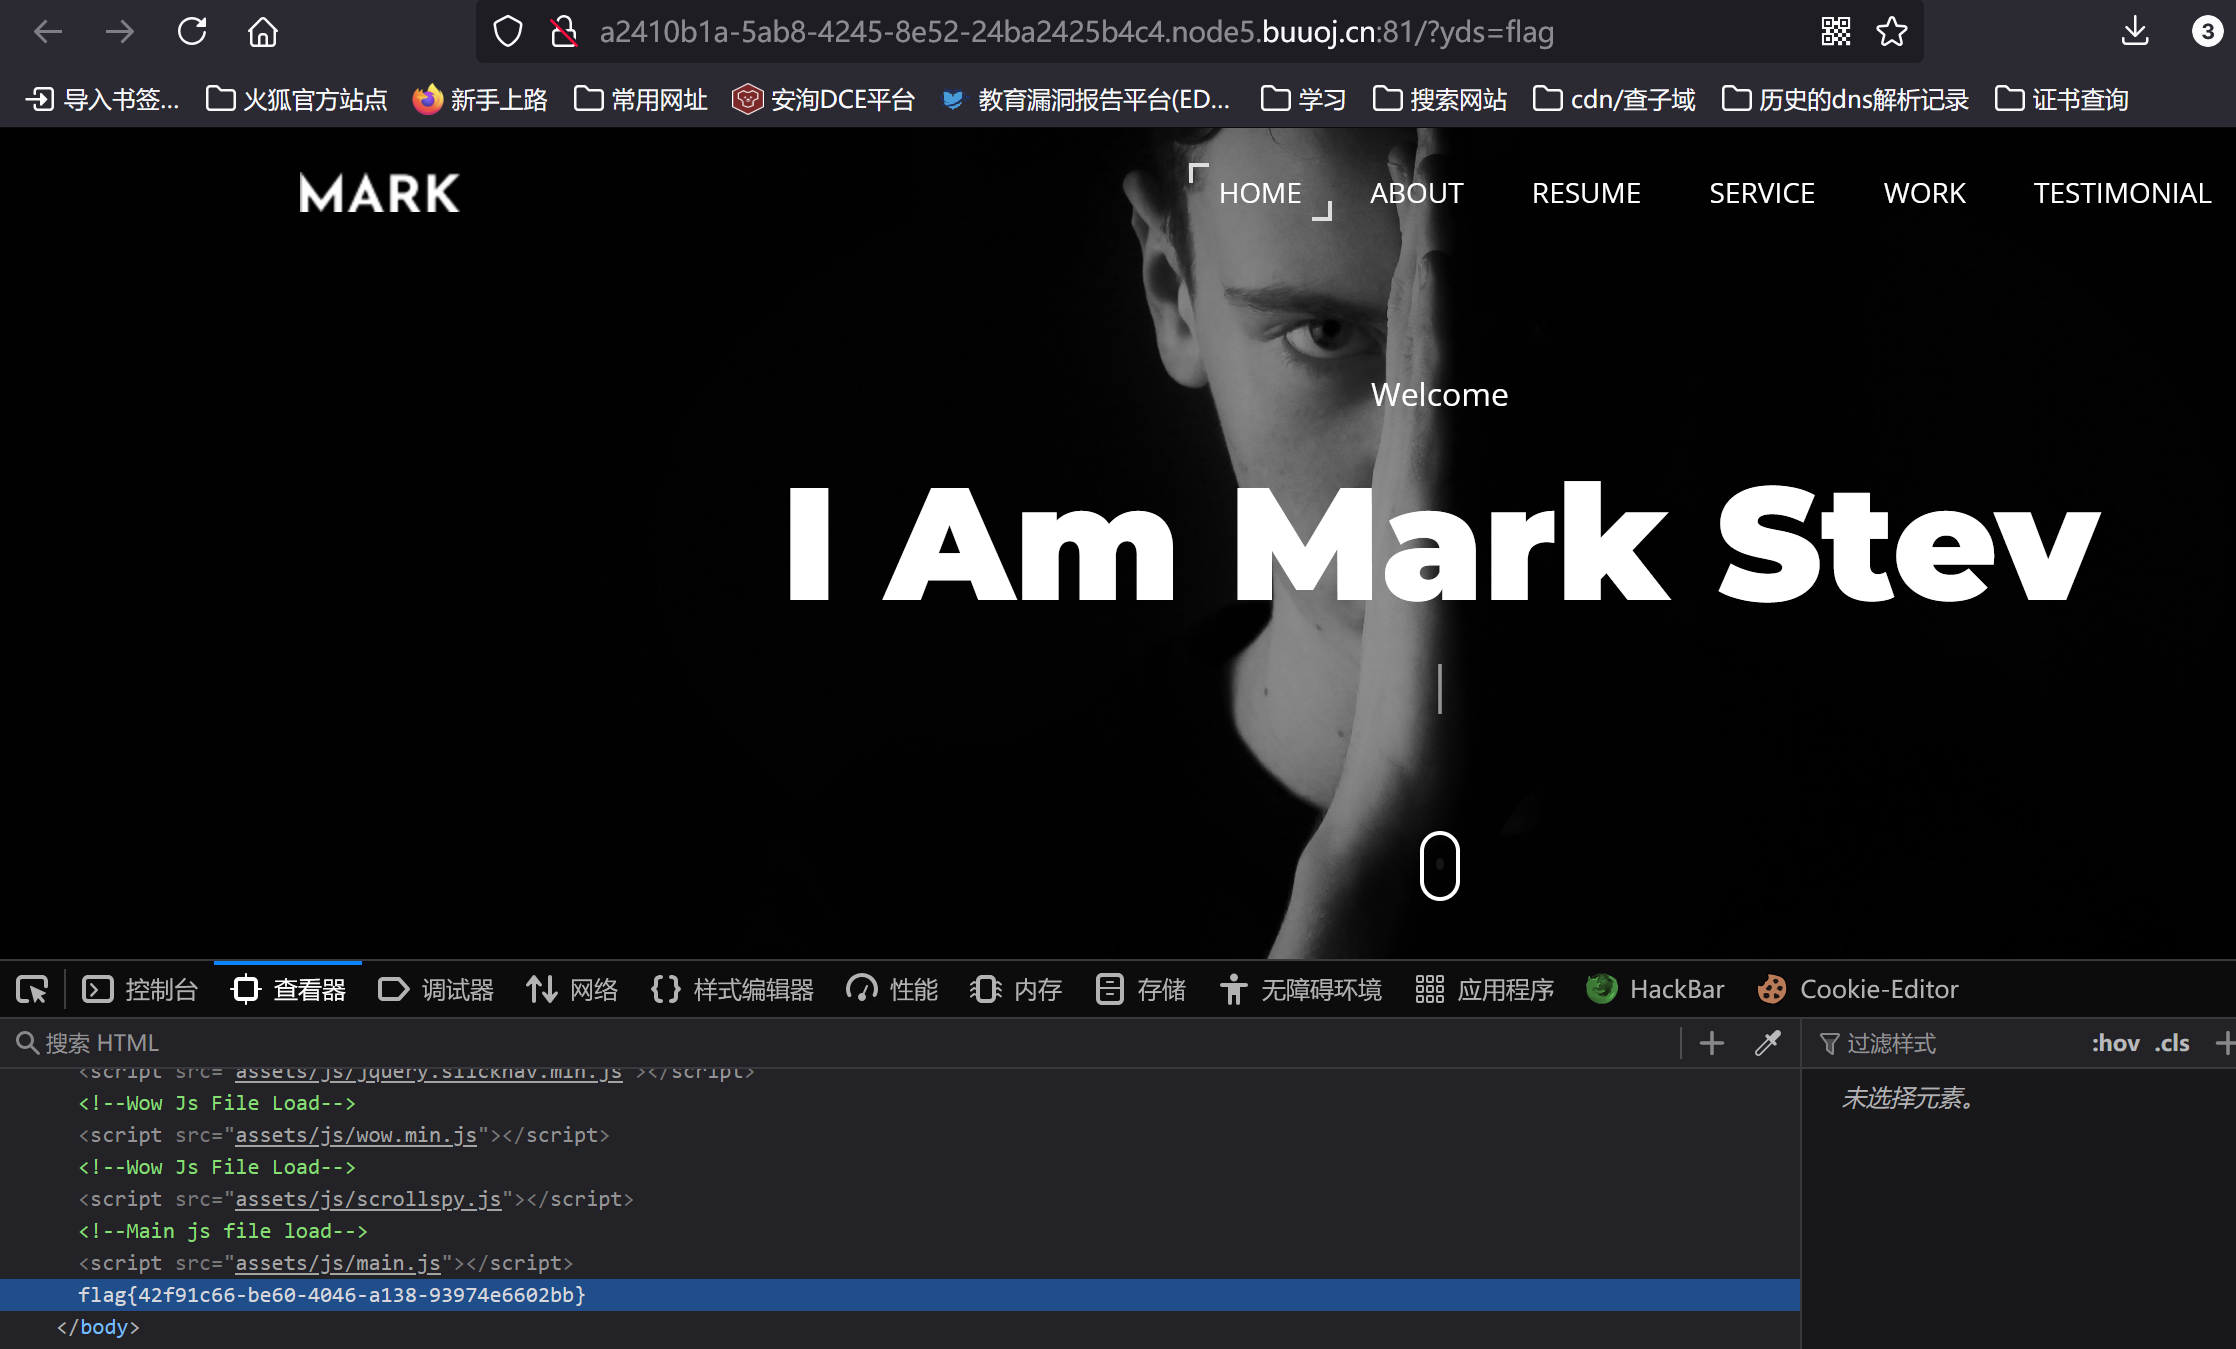 a2410b1a-5ab8-4245-8e52-24ba2425b4c4.node5.buuoj.cn:81/?yds=flag
3
导入书签... 火狐官方站点 新手上路 常用网址 安洵DCE平台 教育漏洞报告平台(ED... 学习 搜索网站 cdn/查子域 历史的dns解析记录 证书查询
MARK HOME ABOUT RESUME SERVICE WORK TESTIMONIAL
Welcome
I Am Mark Stev
控制台 查看器 调试器 网络 样式编辑器 性能 内存 存储 无障碍环境 应用程序 HackBar Cookie-Editor
搜索 HTML 过滤样式 :hov .cls
<script src="assets/js/jquery.slicknav.min.js"></script>
<!--Wow Js File Load-->
<script src="assets/js/wow.min.js"></script>
<!--Wow Js File Load-->
<script src="assets/js/scrollspy.js"></script>
<!--Main js file load-->
<script src="assets/js/main.js"></script>
flag{42f91c66-be60-4046-a138-93974e6602bb}
</body>
未选择元素。